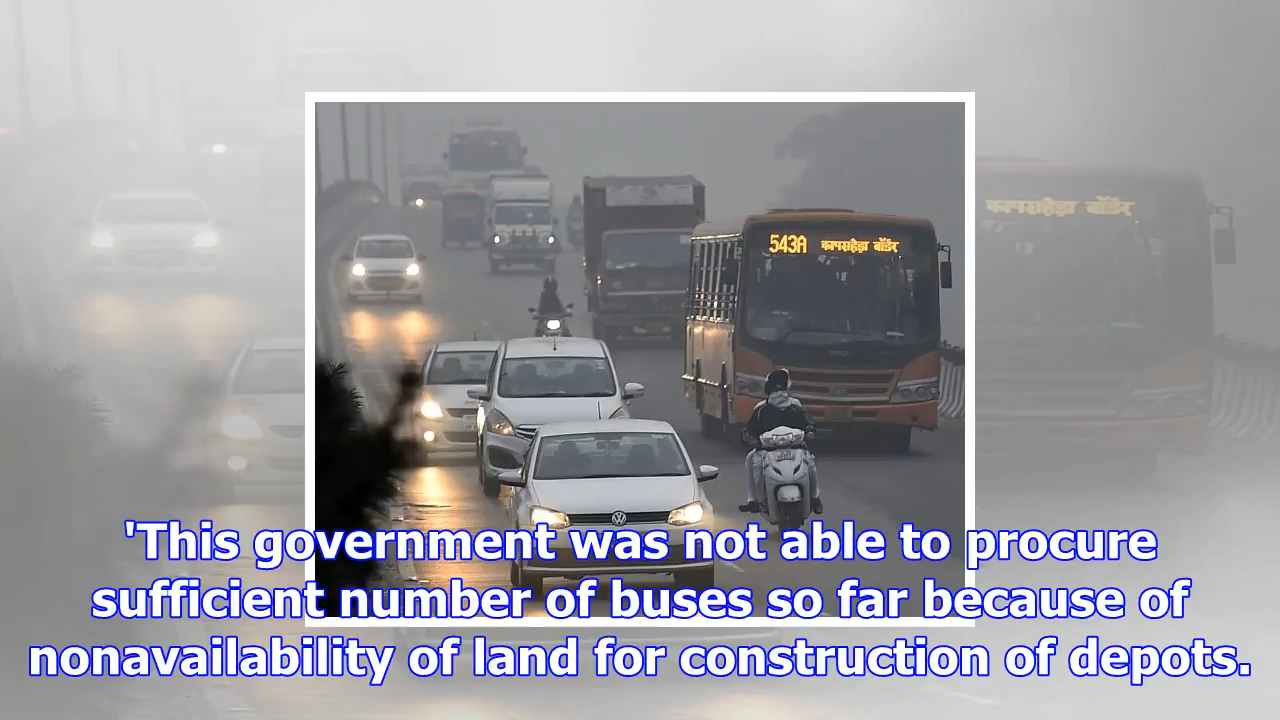 543A कापसहेड़ा बॉर्डर
कापसहेड़ा बॉर्डर
'This government was not able to procure
sufficient number of buses so far because of
nonavailability of land for construction of depots.